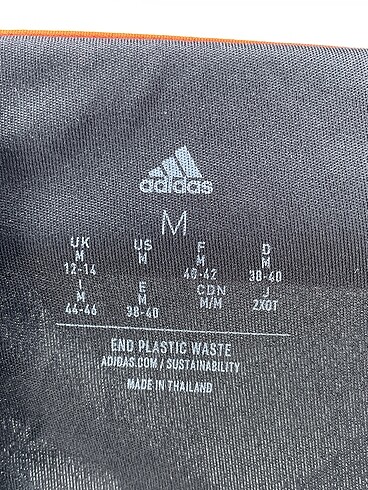 adidas
M
UK US F D
M M M M
12-14 40-42 38-40
I E CDN J
M M M/M 2XOT
44-46 38-40
END PLASTIC WASTE
ADIDAS.COM / SUSTAINABILITY
MADE IN THAILAND